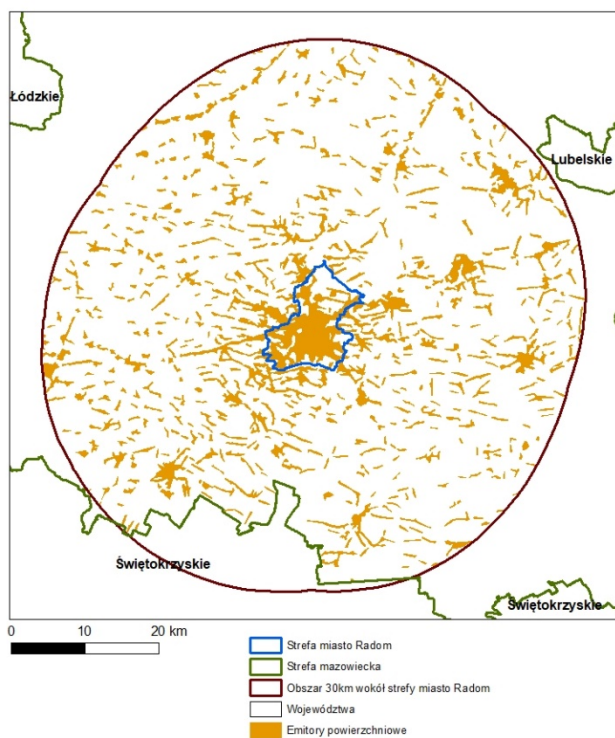 Łódzkie
Lubelskie
Świętokrzyskie
Świętokrzyskie
0 10 20 km
Strefa miasto Radom
Strefa mazowiecka
Obszar 30km wokół strefy miasto Radom
Województwa
Emitory powierzchniowe